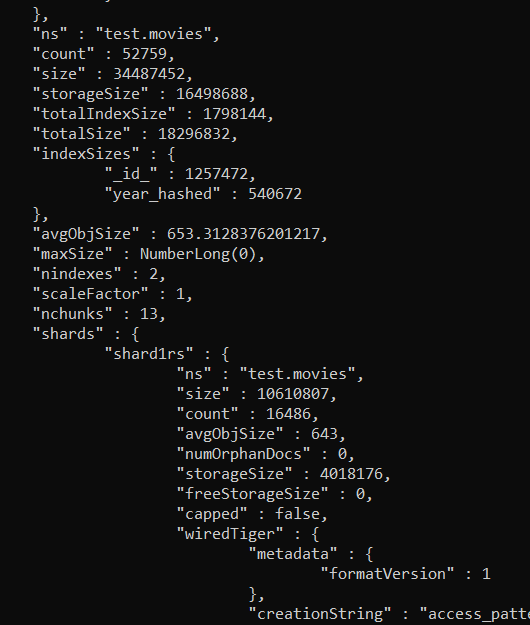 },
"ns" : "test.movies",
"count" : 52759,
"size" : 34487452,
"storageSize" : 16498688,
"totalIndexSize" : 1798144,
"totalSize" : 18296832,
"indexSizes" : {
"_id_" : 1257472,
"year_hashed" : 540672
},
"avgObjSize" : 653.3128376201217,
"maxSize" : NumberLong(0),
"nindexes" : 2,
"scaleFactor" : 1,
"nchunks" : 13,
"shards" : {
"shard1rs" : {
"ns" : "test.movies",
"size" : 10610807,
"count" : 16486,
"avgObjSize" : 643,
"numOrphanDocs" : 0,
"storageSize" : 4018176,
"freeStorageSize" : 0,
"capped" : false,
"wiredTiger" : {
"metadata" : {
"formatVersion" : 1
},
"creationString" : "access_patte